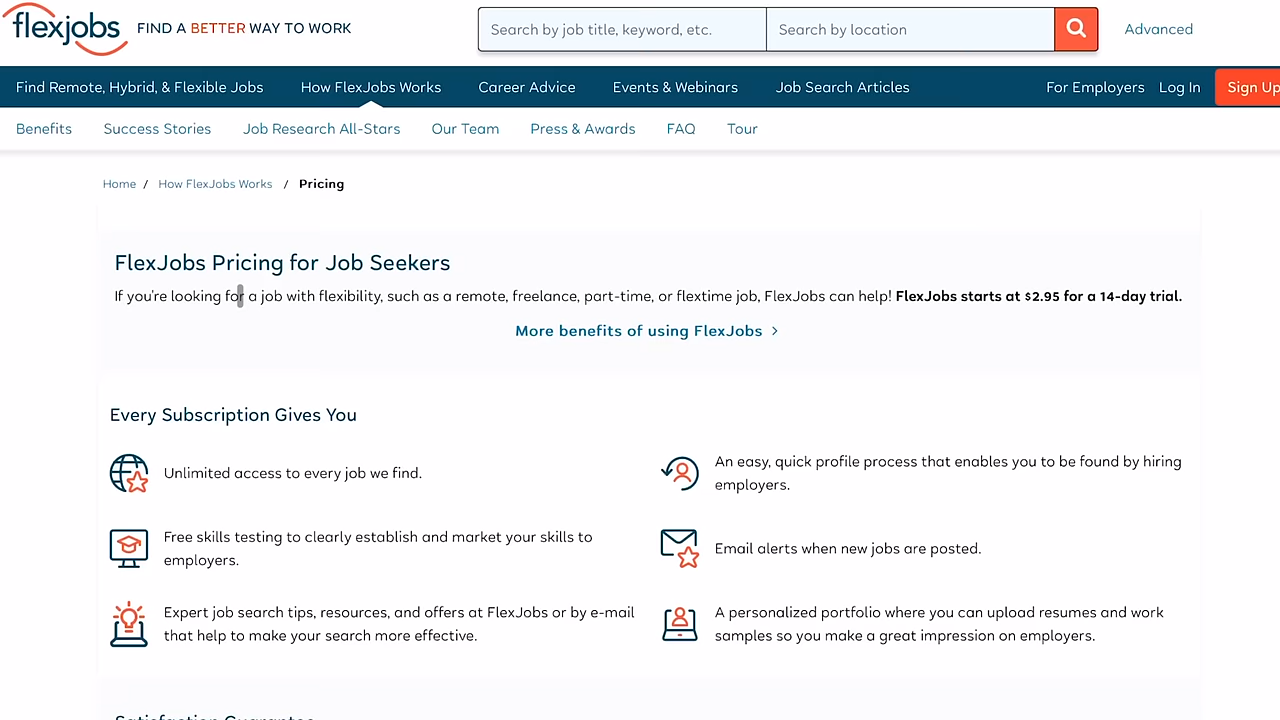 flexjobs FIND A BETTER WAY TO WORK
Search by job title, keyword, etc.
Search by location
Advanced
Find Remote, Hybrid, & Flexible Jobs
How FlexJobs Works
Career Advice
Events & Webinars
Job Search Articles
For Employers
Log In
Sign Up
Benefits
Success Stories
Job Research All-Stars
Our Team
Press & Awards
FAQ
Tour
Home / How FlexJobs Works / Pricing
FlexJobs Pricing for Job Seekers
If you're looking for a job with flexibility, such as a remote, freelance, part-time, or flextime job, FlexJobs can help! FlexJobs starts at $2.95 for a 14-day trial.
More benefits of using FlexJobs >
Every Subscription Gives You
Unlimited access to every job we find.
An easy, quick profile process that enables you to be found by hiring
employers.
Free skills testing to clearly establish and market your skills to
employers.
Email alerts when new jobs are posted.
Expert job search tips, resources, and offers at FlexJobs or by e-mail
that help to make your search more effective.
A personalized portfolio where you can upload resumes and work
samples so you make a great impression on employers.
Satisfaction Guarantee